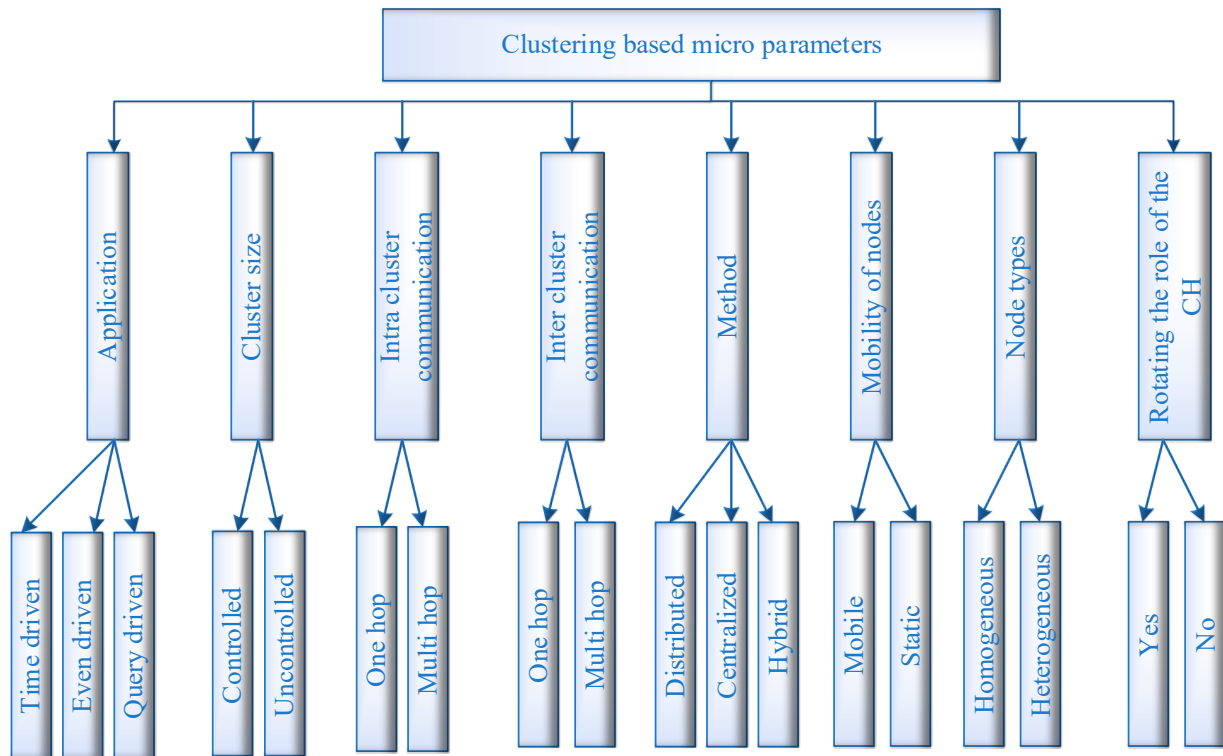 Clustering based micro parameters
Application
Cluster size
Intra cluster
communication
Inter cluster
communication
Method
Mobility of nodes
Node types
Rotating the role of the
CH
Time driven
Even driven
Query driven
Controlled
Uncontrolled
One hop
Multi hop
One hop
Multi hop
Distributed
Centralized
Hybrid
Mobile
Static
Homogeneous
Heterogeneous
Yes
No